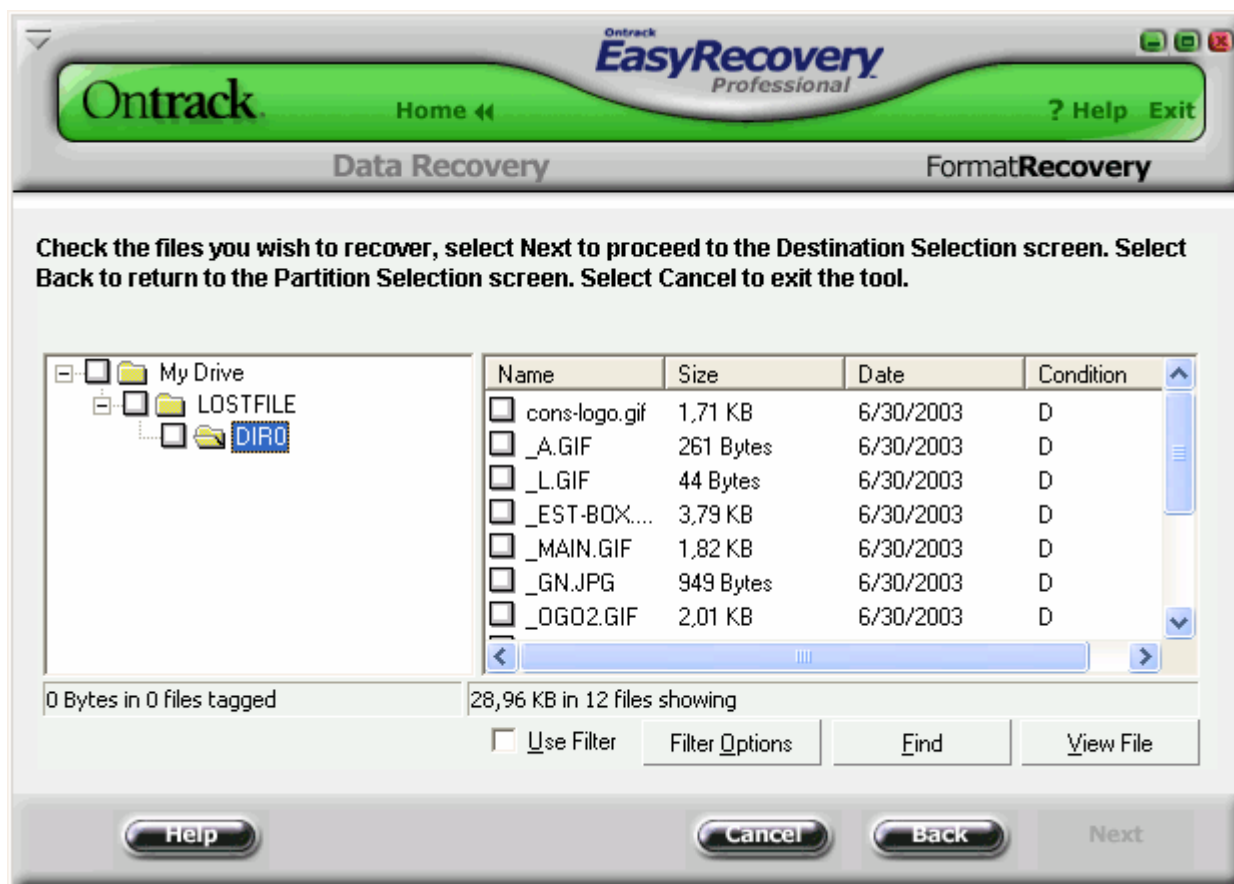 Ontrack
EasyRecovery
Professional
Ontrack.
Home
? Help Exit
Data Recovery
FormatRecovery
Check the files you wish to recover, select Next to proceed to the Destination Selection screen. Select
Back to return to the Partition Selection screen. Select Cancel to exit the tool.
My Drive
LOSTFILE
DIR0
Name Size Date Condition
cons-logo.gif 1,71 KB 6/30/2003 D
_A.GIF 261 Bytes 6/30/2003 D
_L.GIF 44 Bytes 6/30/2003 D
_EST-BOX.... 3,79 KB 6/30/2003 D
_MAIN.GIF 1,82 KB 6/30/2003 D
_GN.JPG 949 Bytes 6/30/2003 D
_OGO2.GIF 2,01 KB 6/30/2003 D
0 Bytes in 0 files tagged
28,96 KB in 12 files showing
Use Filter Filter Options Find View File
Help Cancel Back Next